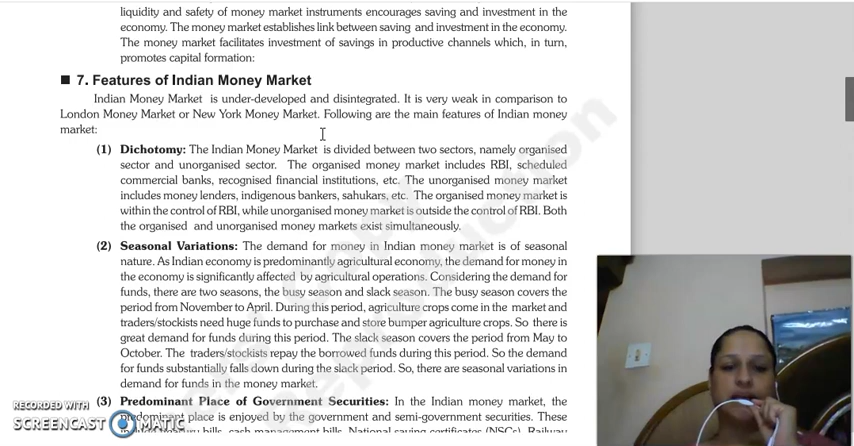 liquidity and safety of money market instruments encourages saving and investment in the
economy. The money market establishes link between saving and investment in the economy.
The money market facilitates investment of savings in productive channels which, in turn,
promotes capital formation:
■ 7. Features of Indian Money Market
Indian Money Market is under-developed and disintegrated. It is very weak in comparison to
London Money Market or New York Money Market. Following are the main features of Indian money
market:
(1) Dichotomy: The Indian Money Market is divided between two sectors, namely organised
sector and unorganised sector. The organised money market includes RBI, scheduled
commercial banks, recognised financial institutions, etc. The unorganised money market
includes money lenders, indigenous bankers, sahukars, etc. The organised money market is
within the control of RBI, while unorganised money market is outside the control of RBI. Both
the organised and unorganised money markets exist simultaneously.
(2) Seasonal Variations: The demand for money in Indian money market is of seasonal
nature. As Indian economy is predominantly agricultural economy, the demand for money in
the economy is significantly affected by agricultural operations. Considering the demand for
funds, there are two seasons, the busy season and slack season. The busy season covers the
period from November to April. During this period, agriculture crops come in the market and
traders/stockists need huge funds to purchase and store bumper agriculture crops. So there is
great demand for funds during this period. The slack season covers the period from May to
October. The traders/stockists repay the borrowed funds during this period. So the demand
for funds substantially falls down during the slack period. So, there are seasonal variations in
demand for funds in the money market.
(3) Predominant Place of Government Securities: In the Indian money market, the
predominant place is enjoyed by the government and semi-government securities. These
bills, cash management bills, National saving certificates (NSCs), Railway
RECORDED WITH
SCREENCAST MATIC